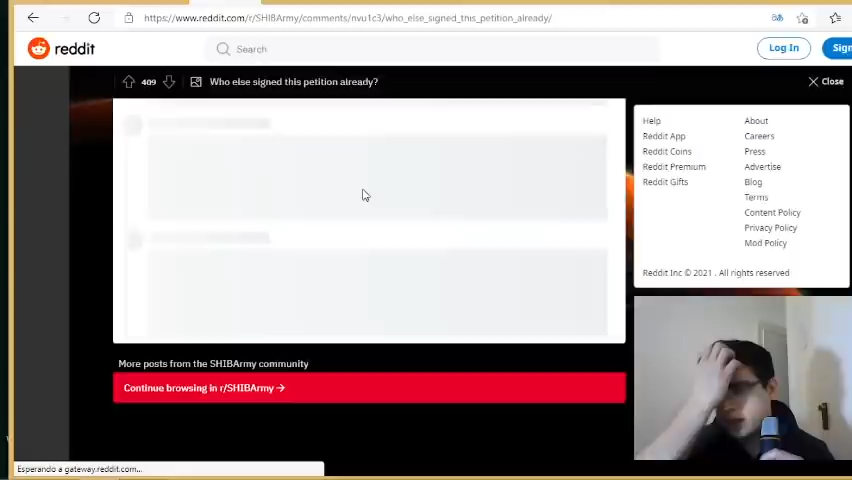 https://www.reddit.com/r/SHIBArmy/comments/nvu1c3/who_else_signed_this_petition_already/
reddit
Search
Log In
Sign
409
Who else signed this petition already?
Close
Help
About
Reddit App
Careers
Reddit Coins
Press
Reddit Premium
Advertise
Reddit Gifts
Blog
Terms
Content Policy
Privacy Policy
Mod Policy
Reddit Inc © 2021 . All rights reserved
More posts from the SHIBArmy community
Continue browsing in r/SHIBArmy →
Esperando a gateway.reddit.com...